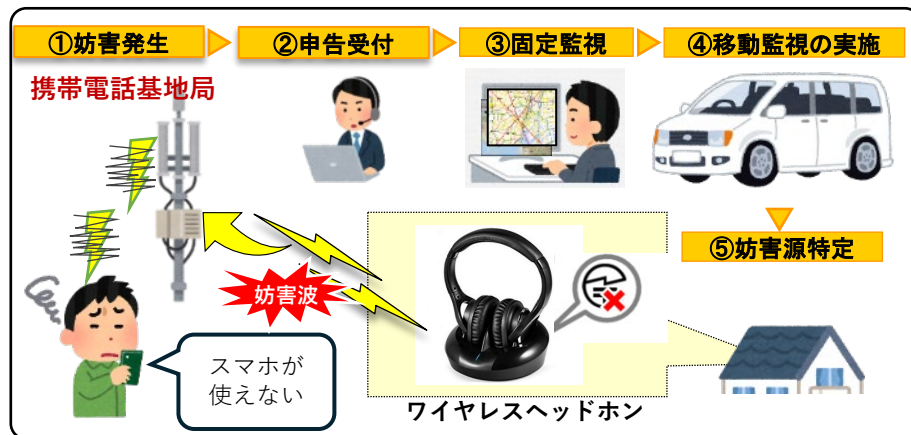 ①妨害発生
②申告受付
③固定監視
④移動監視の実施
携帯電話基地局
⑤妨害源特定
妨害波
スマホが
使えない
ワイヤレスヘッドホン